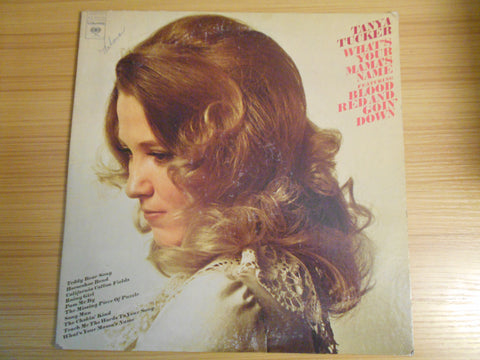 TANYA
TUCKER
WHAT'S
YOUR
MAMA'S
NAME
FEATURING
BLOOD
RED AND
GOIN'
DOWN
Teddy Bear Song
Horseshoe Bend
California Cotton Fields
Rainy Girl
Pass Me By
The Missing Piece Of Puzzle
Song Man
The Chokin' Kind
Teach Me The Words To Your Song
What's Your Mama's Name